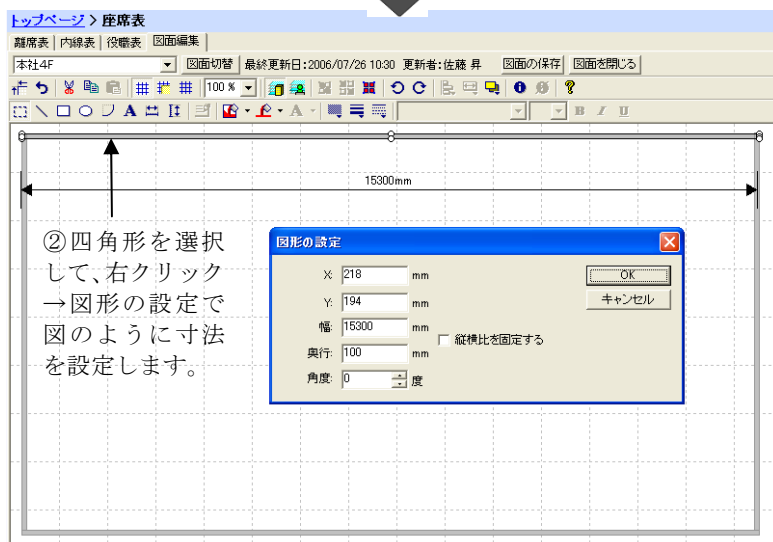 トップページ > 座席表
離席表 内線表 役職表 図面編集
本社4F 図面切替 最終更新日:2006/07/26 10:30 更新者:佐藤 昇 図面の保存 図面を閉じる
100 %
A A B I U
15300mm
②四角形を選択
して、右クリック
→図形の設定で
図のように寸法
を設定します。
図形の設定
X: 218 mm
Y: 194 mm
幅: 15300 mm
奥行: 100 mm
角度: 0 度
縦横比を固定する
OK
キャンセル